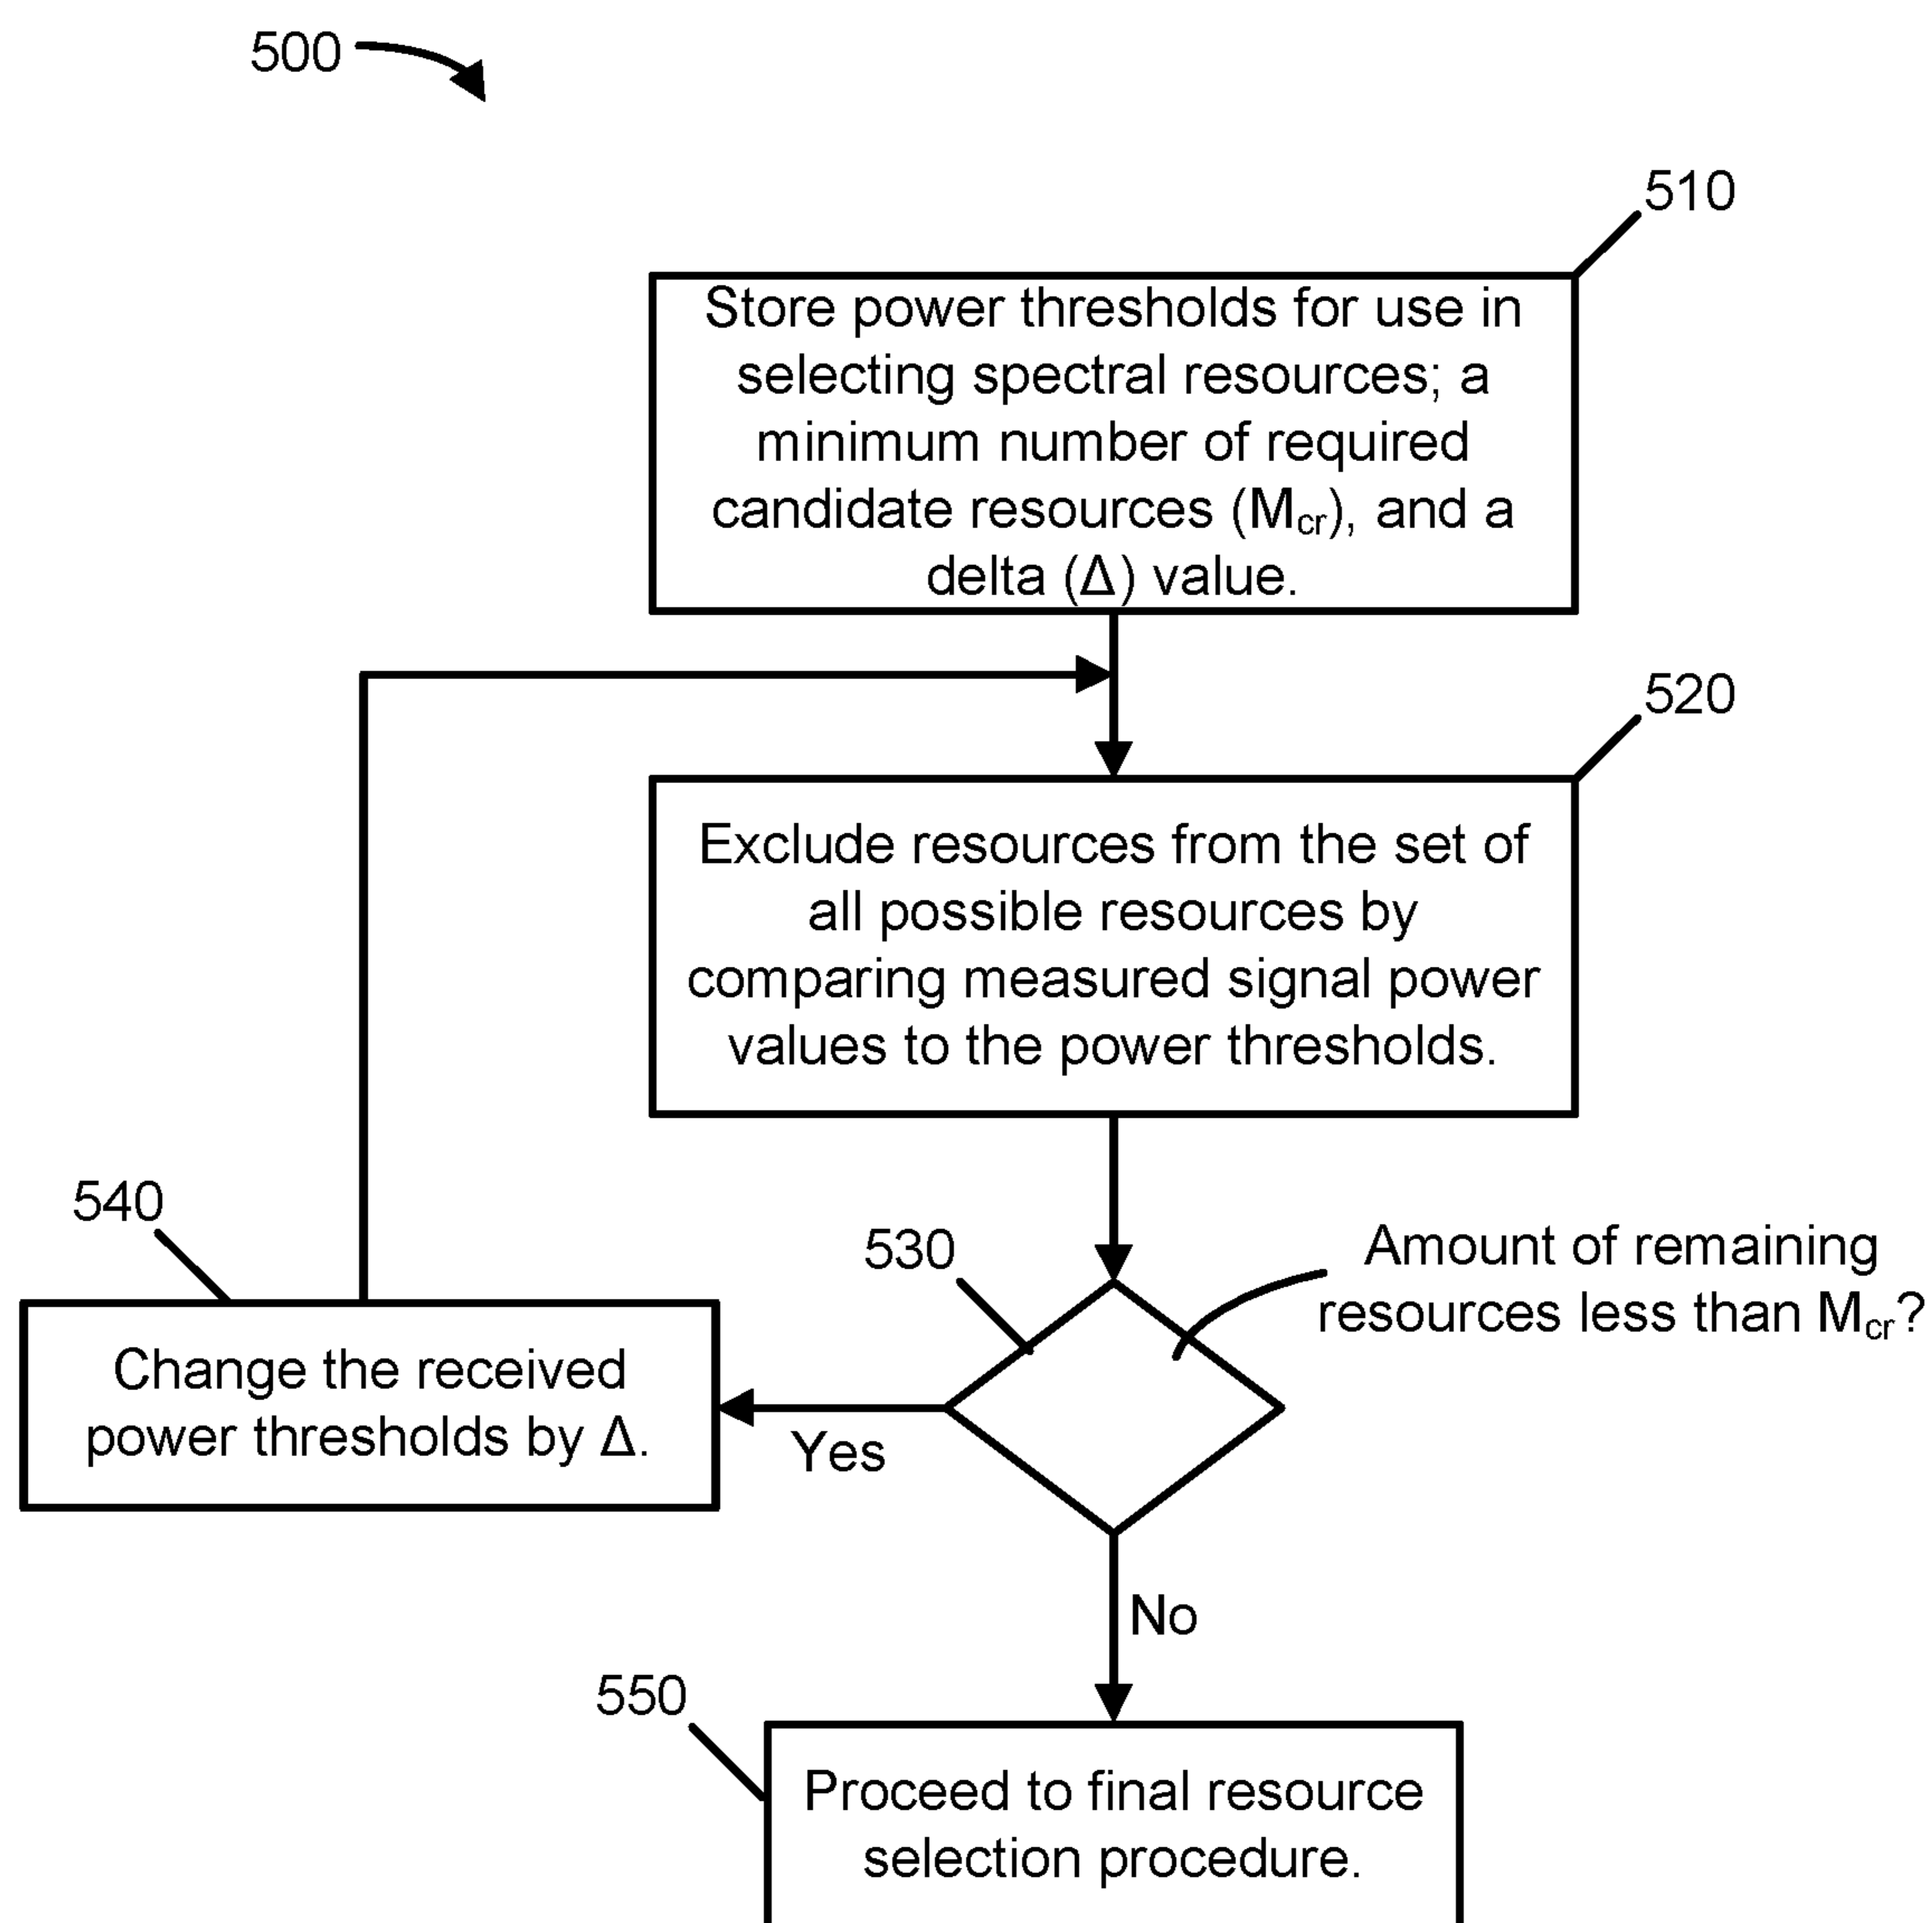 500
510
Store power thresholds for use in
selecting spectral resources; a
minimum number of required
candidate resources (Mcr), and a
delta (Δ) value.
520
Exclude resources from the set of
all possible resources by
comparing measured signal power
values to the power thresholds.
540
530
Amount of remaining
resources less than Mcr?
Change the received
power thresholds by Δ.
Yes
No
550
Proceed to final resource
selection procedure.